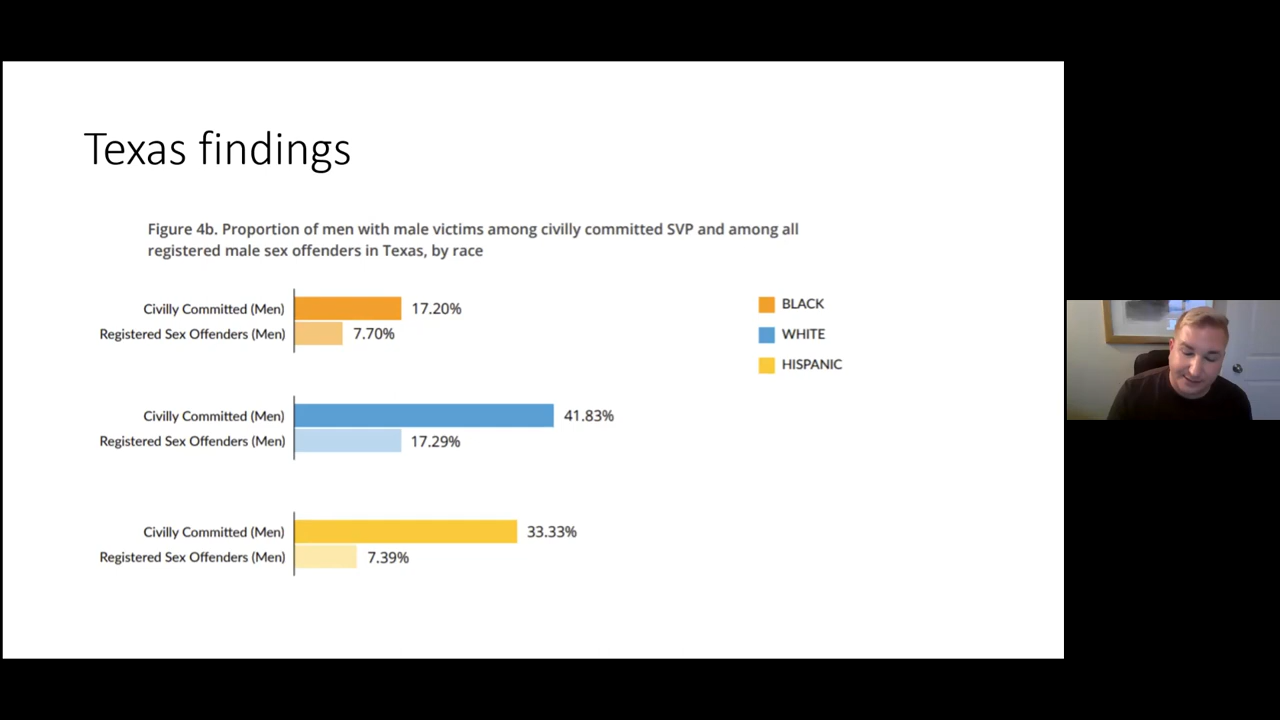 Texas findings
Figure 4b. Proportion of men with male victims among civilly committed SVP and among all
registered male sex offenders in Texas, by race
Civilly Committed (Men) 17.20%
Registered Sex Offenders (Men) 7.70%
BLACK
WHITE
HISPANIC
Civilly Committed (Men) 41.83%
Registered Sex Offenders (Men) 17.29%
Civilly Committed (Men) 33.33%
Registered Sex Offenders (Men) 7.39%